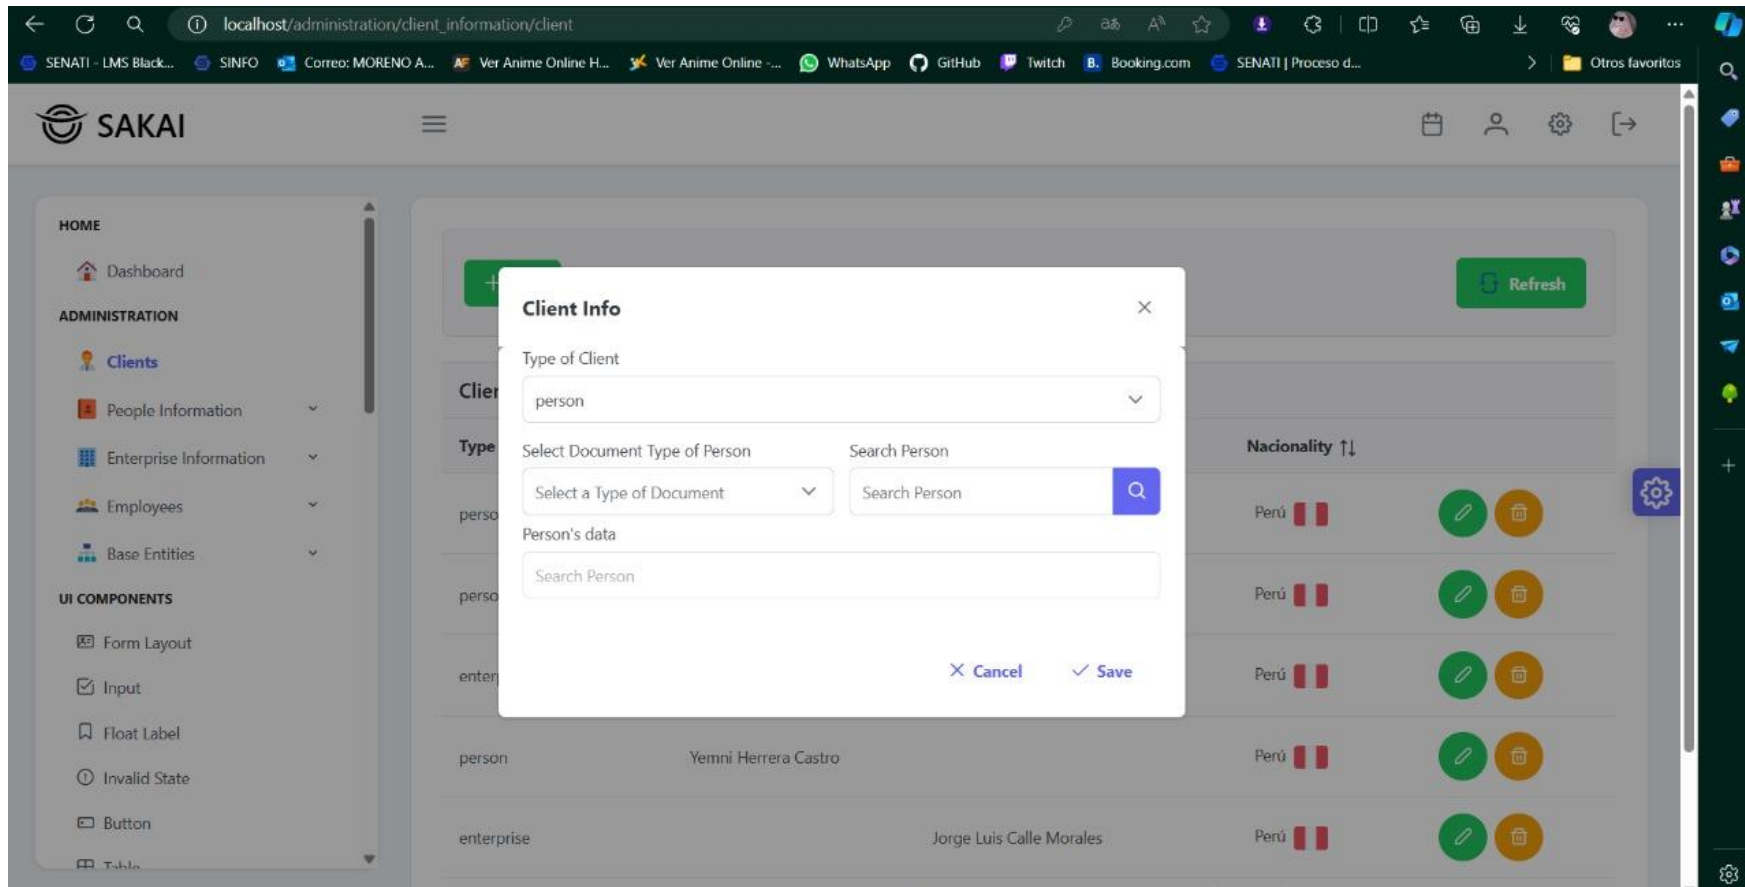 localhost/administration/client_information/client
SENATI - LMS Black... SINFO Correo: MORENO A... Ver Anime Online H... Ver Anime Online -... WhatsApp GitHub Twitch Booking.com SENATI | Proceso d... Otros favoritos
SAKAI
HOME
Dashboard
ADMINISTRATION
Clients
People Information
Enterprise Information
Employees
Base Entities
UI COMPONENTS
Form Layout
Input
Float Label
Invalid State
Button
Table
Refresh
Client Info
Type of Client
person
Select Document Type of Person Search Person
Select a Type of Document Search Person
Person's data
Search Person
Cancel Save
Clien
Type Nacionality
perso Perú
perso Perú
enterp Perú
person Yemni Herrera Castro Perú
enterprise Jorge Luis Calle Morales Perú